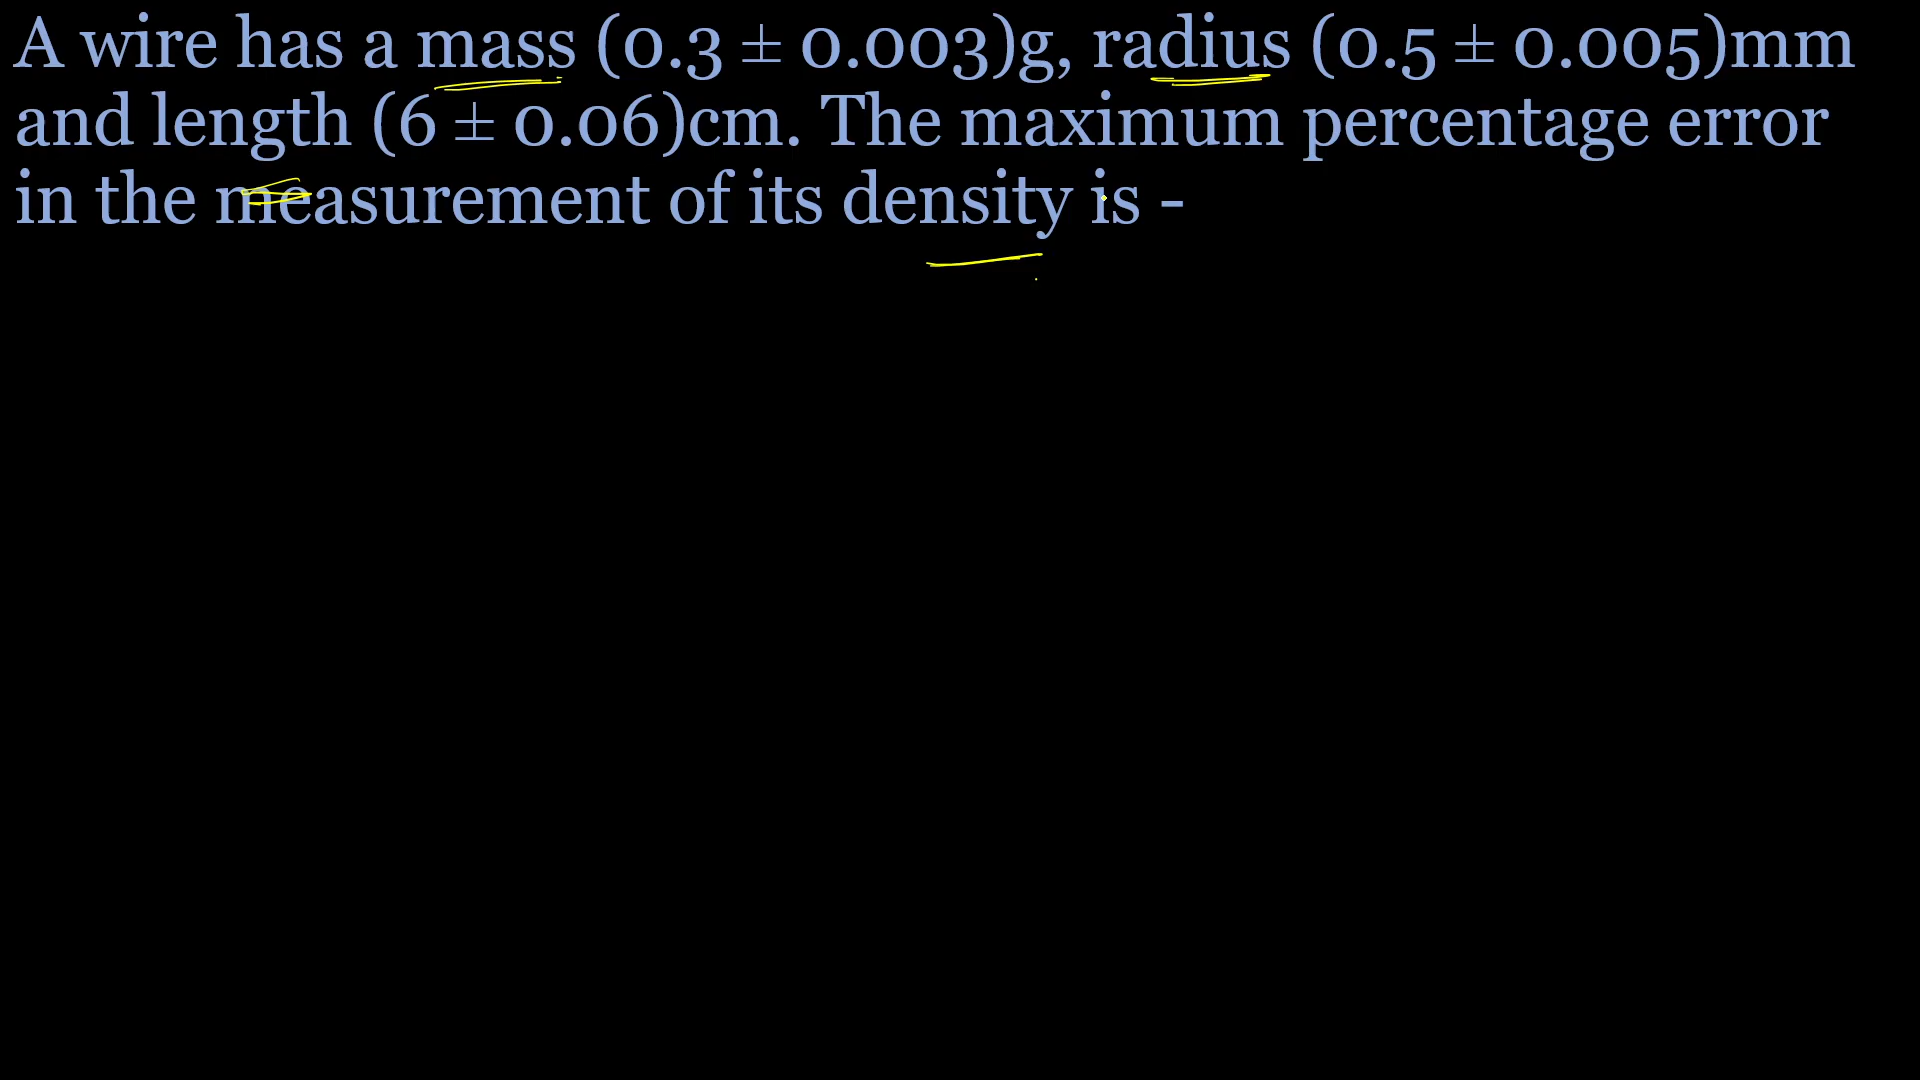 A wire has a mass (0.3 ± 0.003)g, radius (0.5 ± 0.005)mm
and length (6 ± 0.06)cm. The maximum percentage error
in the measurement of its density is -